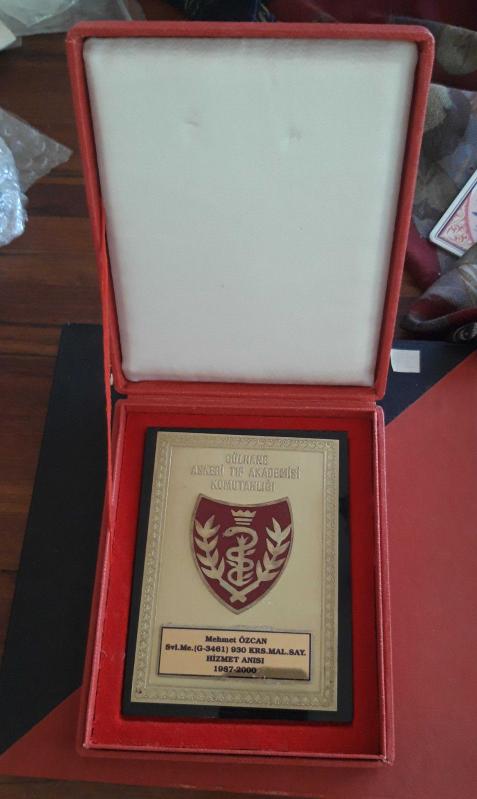 GÜLHANE
ASKERİ TIP AKADEMİSİ
KOMUTANLIĞI
Mehmet ÖZCAN
Svl.Me.(G-3461) 930 KRS.MAL.SAY.
HİZMET ANISI
1987-2000